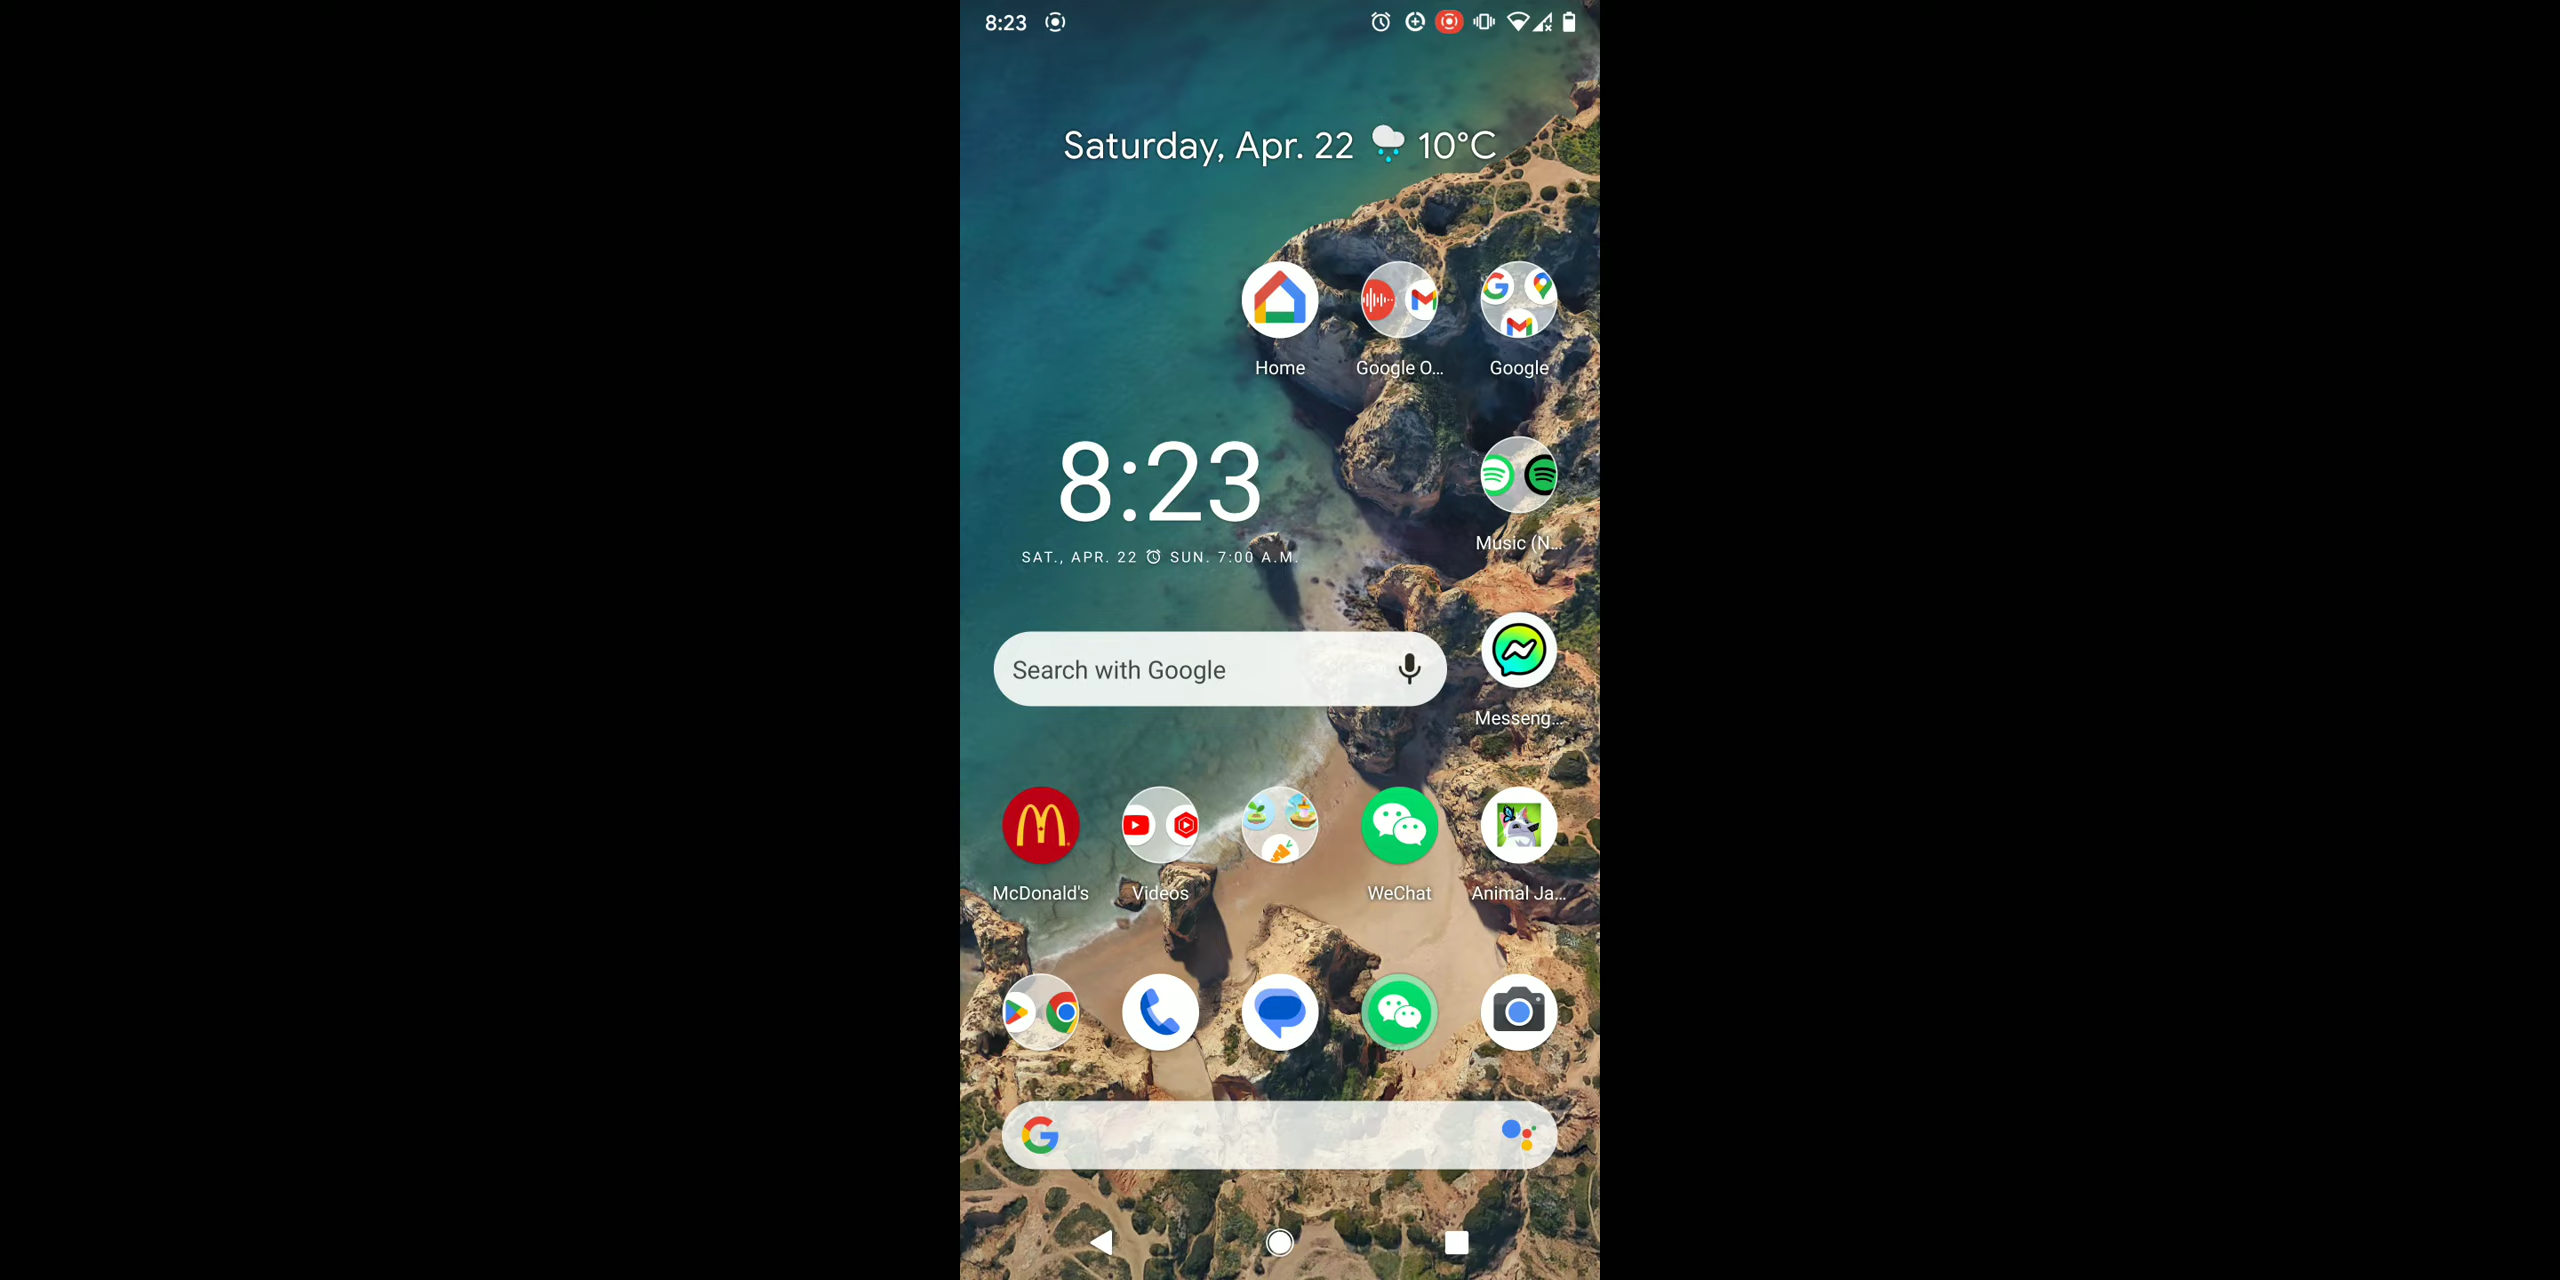 8:23
Saturday, Apr. 22 10°C
Home
Google O...
Google
8:23
SAT., APR. 22 SUN. 7:00 A.M.
Music (N...
Search with Google
Messeng...
McDonald's
Videos
WeChat
Animal Ja...